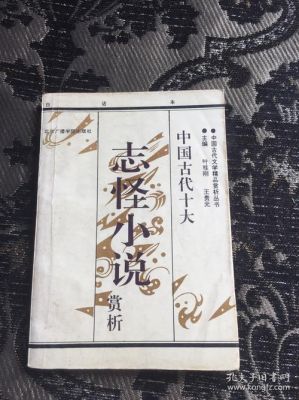 白话本
●中国古代文学精品赏析丛书
●主编 叶桂刚 王贵元
中国古代十大
志怪小说
赏析
北京广播学院出版社
孔夫子旧书网